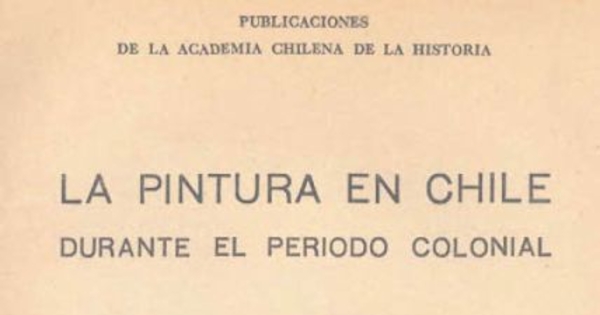 PUBLICACIONES
DE LA ACADEMIA CHILENA DE LA HISTORIA
LA PINTURA EN CHILE
DURANTE EL PERIODO COLONIAL